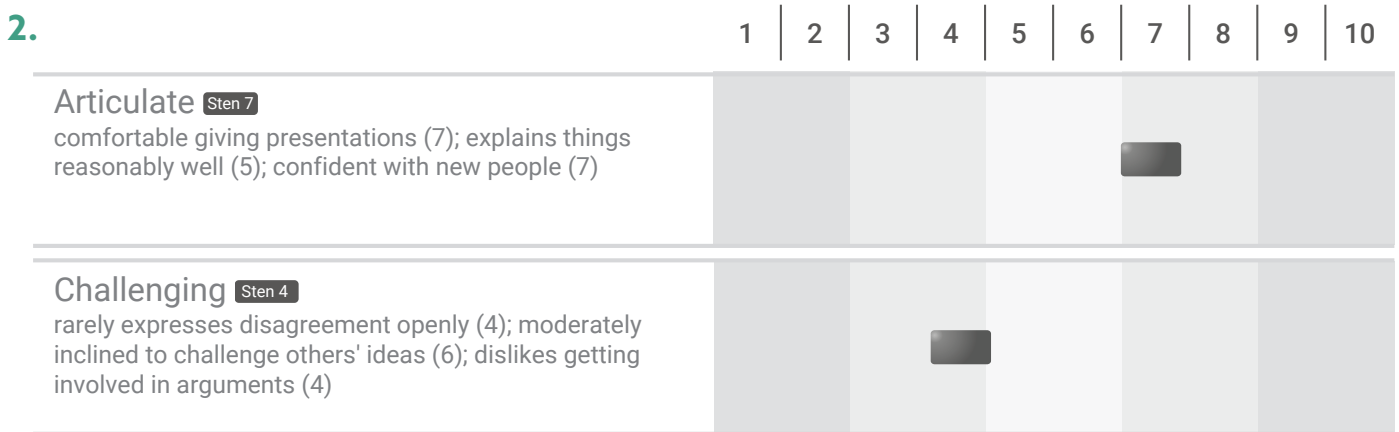 2.
1 2 3 4 5 6 7 8 9 10
Articulate Sten 7
comfortable giving presentations (7); explains things
reasonably well (5); confident with new people (7)
Challenging Sten 4
rarely expresses disagreement openly (4); moderately
inclined to challenge others' ideas (6); dislikes getting
involved in arguments (4)